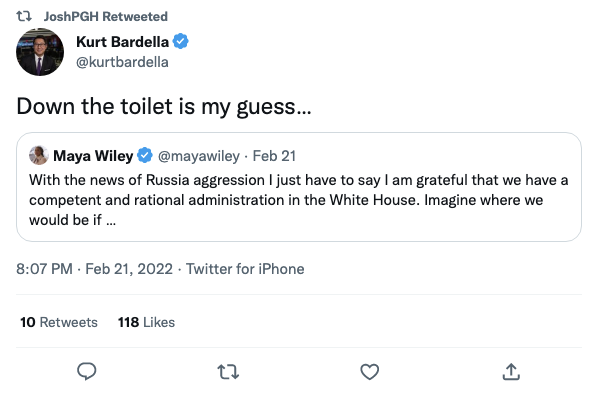 JoshPGH Retweeted
Kurt Bardella
@kurtbardella
Down the toilet is my guess...
Maya Wiley @mayawiley · Feb 21
With the news of Russia aggression I just have to say I am grateful that we have a
competent and rational administration in the White House. Imagine where we
would be if ...
8:07 PM · Feb 21, 2022 · Twitter for iPhone
10 Retweets 118 Likes